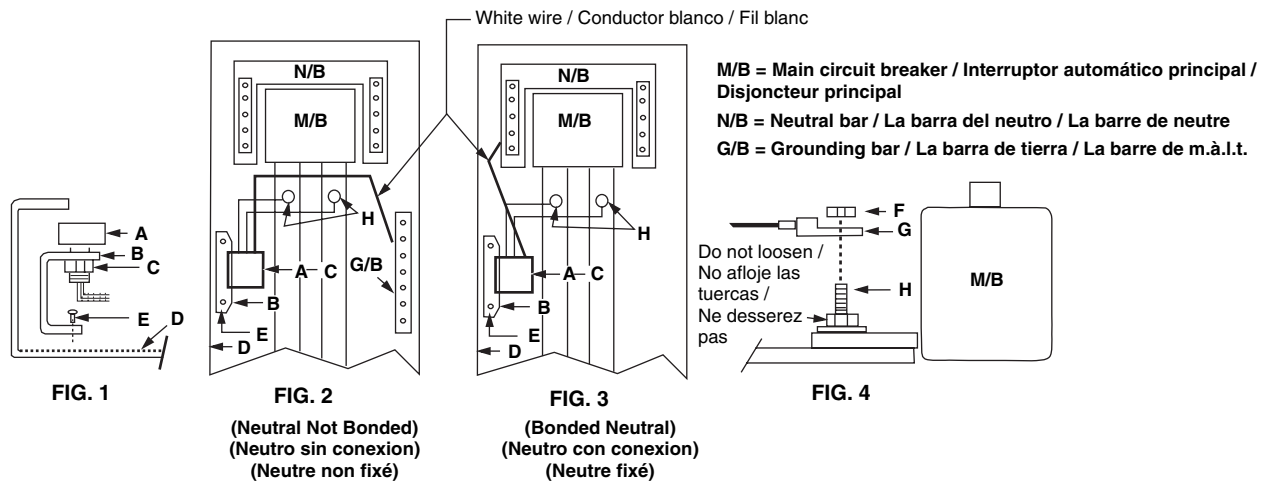 White wire / Conductor blanco / Fil blanc
M/B = Main circuit breaker / Interruptor automático principal /
Disjoncteur principal
N/B = Neutral bar / La barra del neutro / La barre de neutre
G/B = Grounding bar / La barra de tierra / La barre de m.à.l.t.
A
B
C
E
D
FIG. 1
N/B
M/B
H
G/B
A
C
B
E
D
FIG. 2
(Neutral Not Bonded)
(Neutro sin conexion)
(Neutre non fixé)
N/B
M/B
H
A
C
B
E
D
FIG. 3
(Bonded Neutral)
(Neutro con conexion)
(Neutre fixé)
F
G
Do not loosen /
No afloje las
tuercas /
Ne desserez
pas
H
M/B
FIG. 4